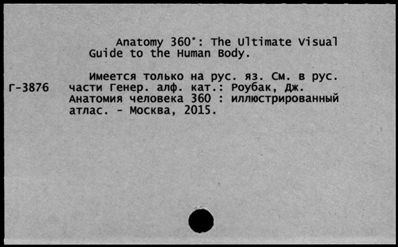 Anatomy 360°: The Ultimate Visual
Guide to the Human Body.
Имеется только на рус. яз. См. в рус.
Г-3876 части Генер. алф. кат.: Роубак, Дж.
Анатомия человека 360 : иллюстрированный
атлас. - Москва, 2015.